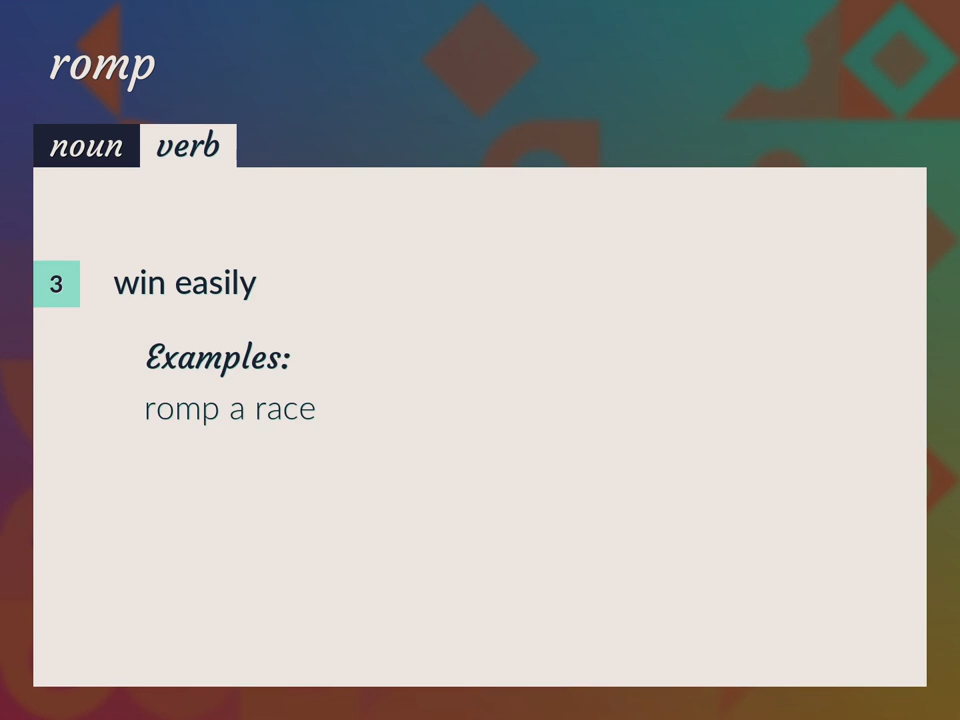 romp
noun verb
3 win easily
Examples:
romp a race